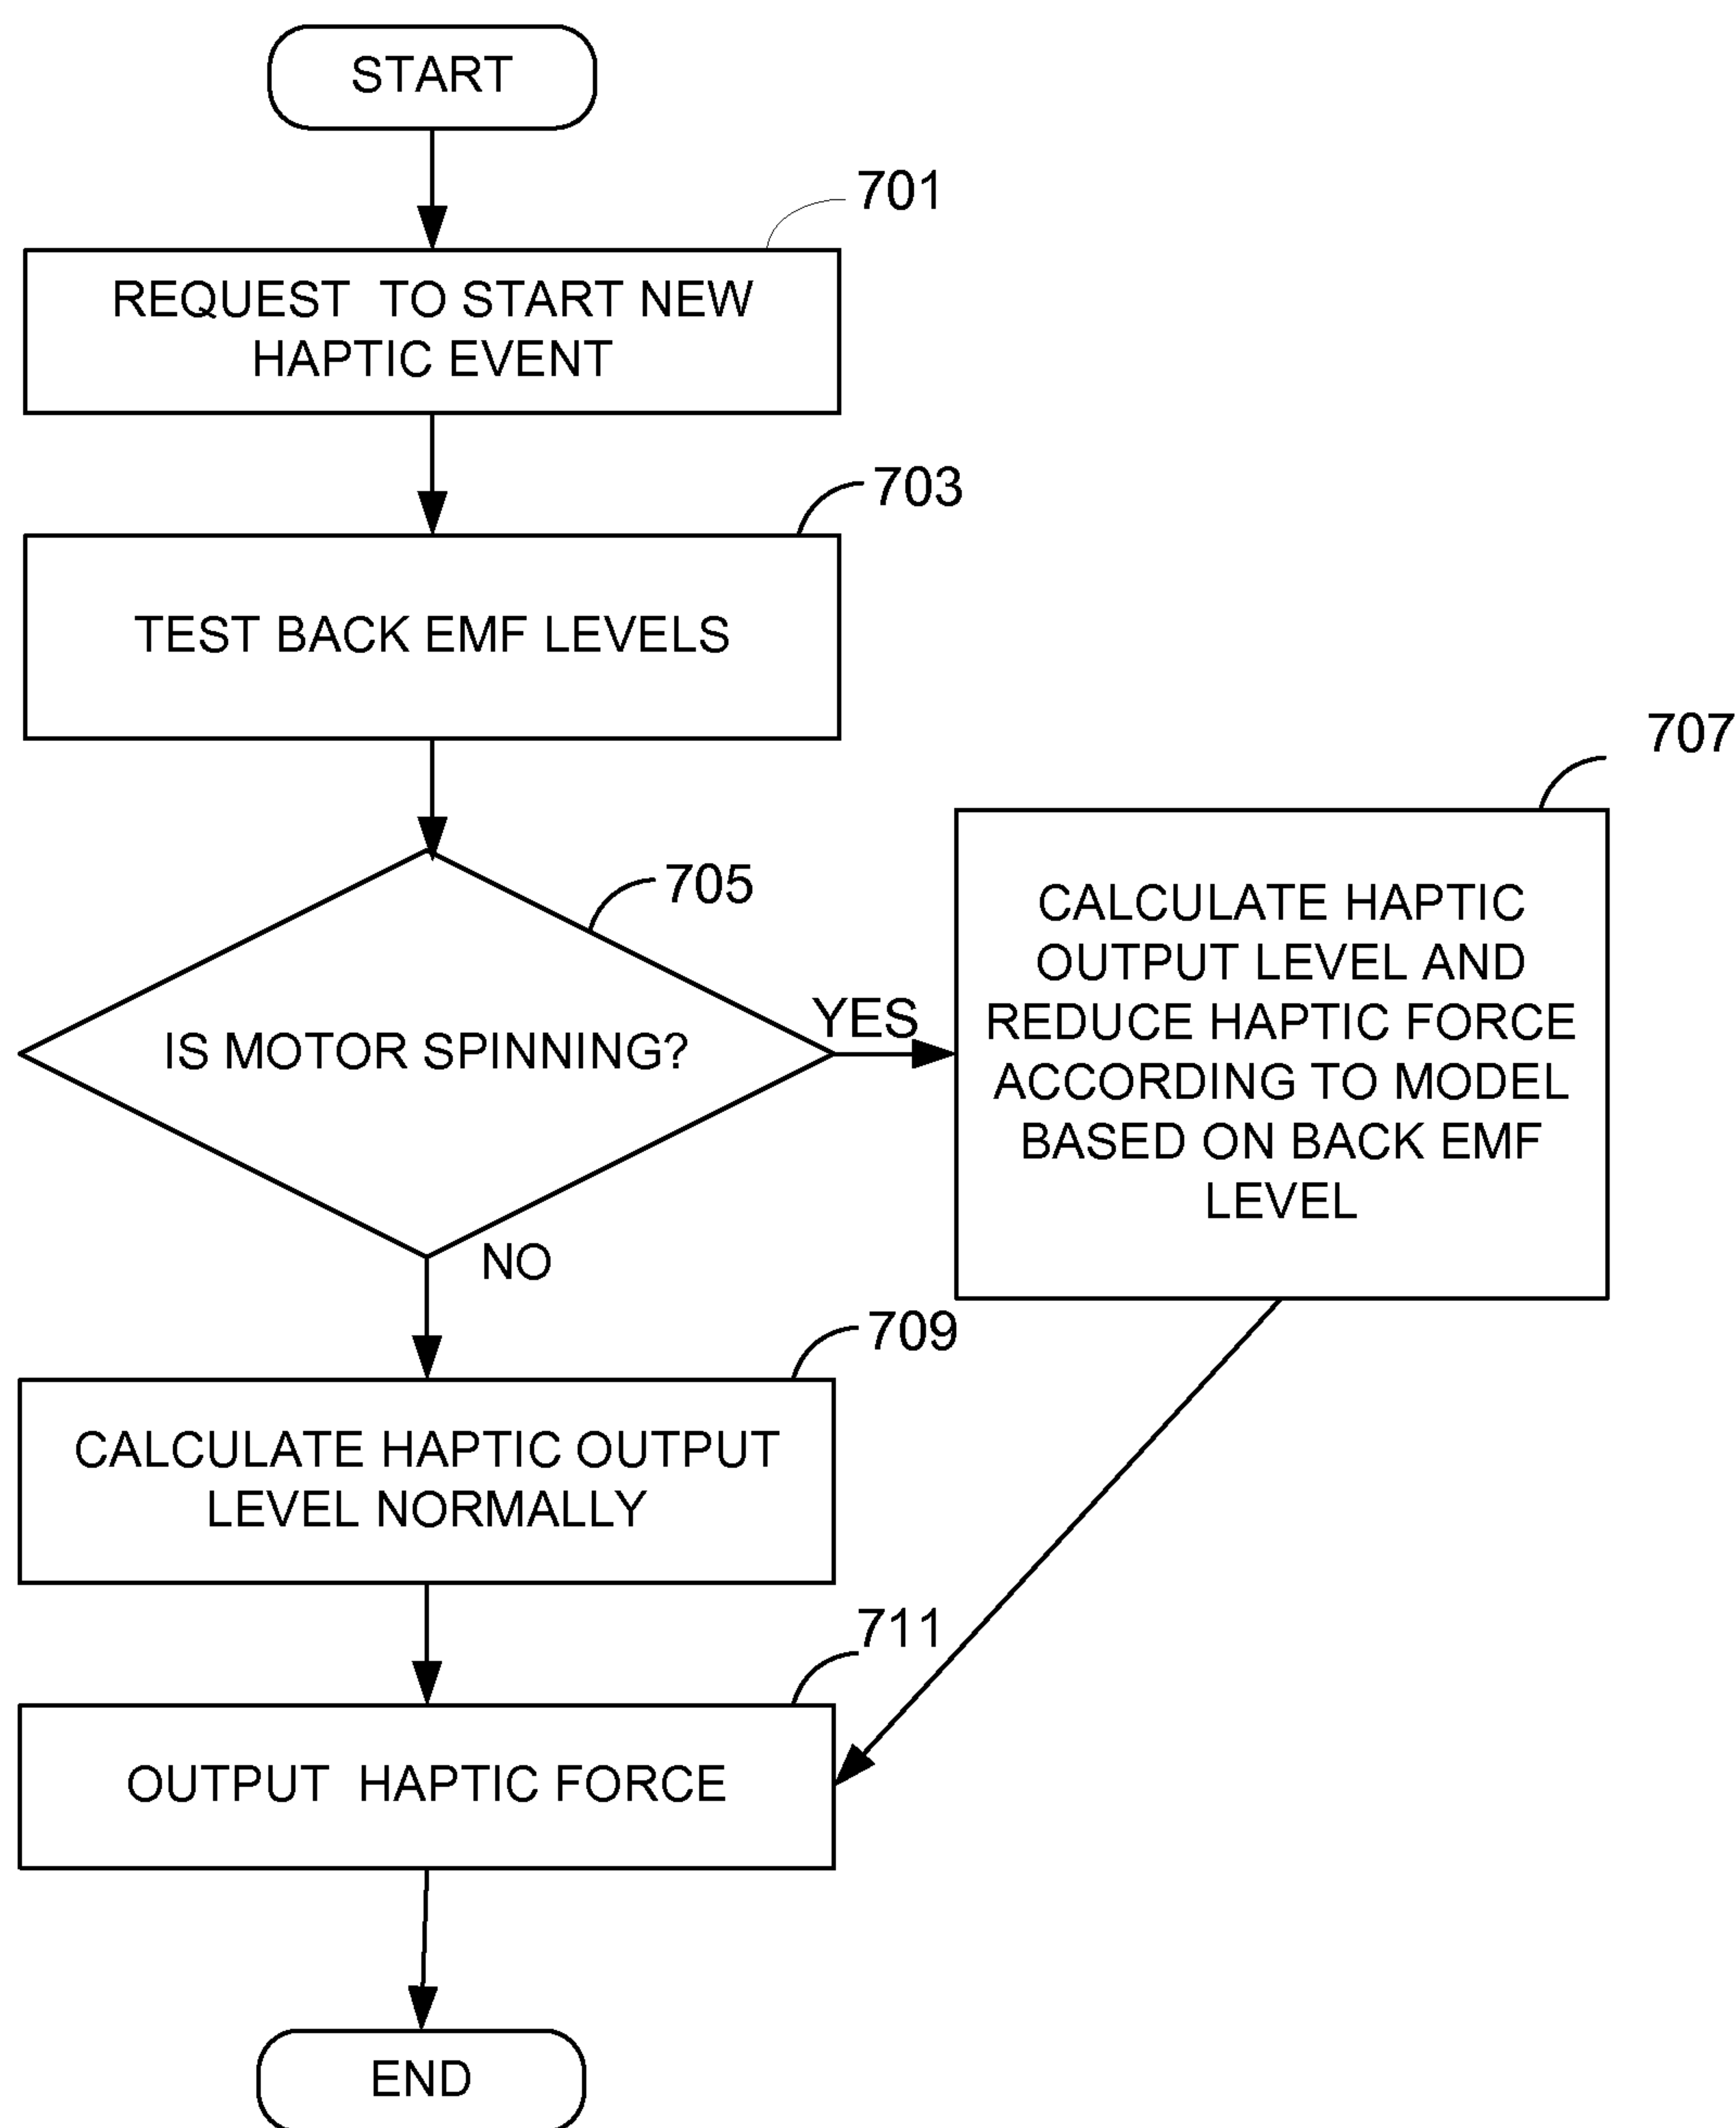 START
701
REQUEST TO START NEW
HAPTIC EVENT
703
TEST BACK EMF LEVELS
705
IS MOTOR SPINNING?
YES
707
CALCULATE HAPTIC
OUTPUT LEVEL AND
REDUCE HAPTIC FORCE
ACCORDING TO MODEL
BASED ON BACK EMF
LEVEL
NO
709
CALCULATE HAPTIC OUTPUT
LEVEL NORMALLY
711
OUTPUT HAPTIC FORCE
END